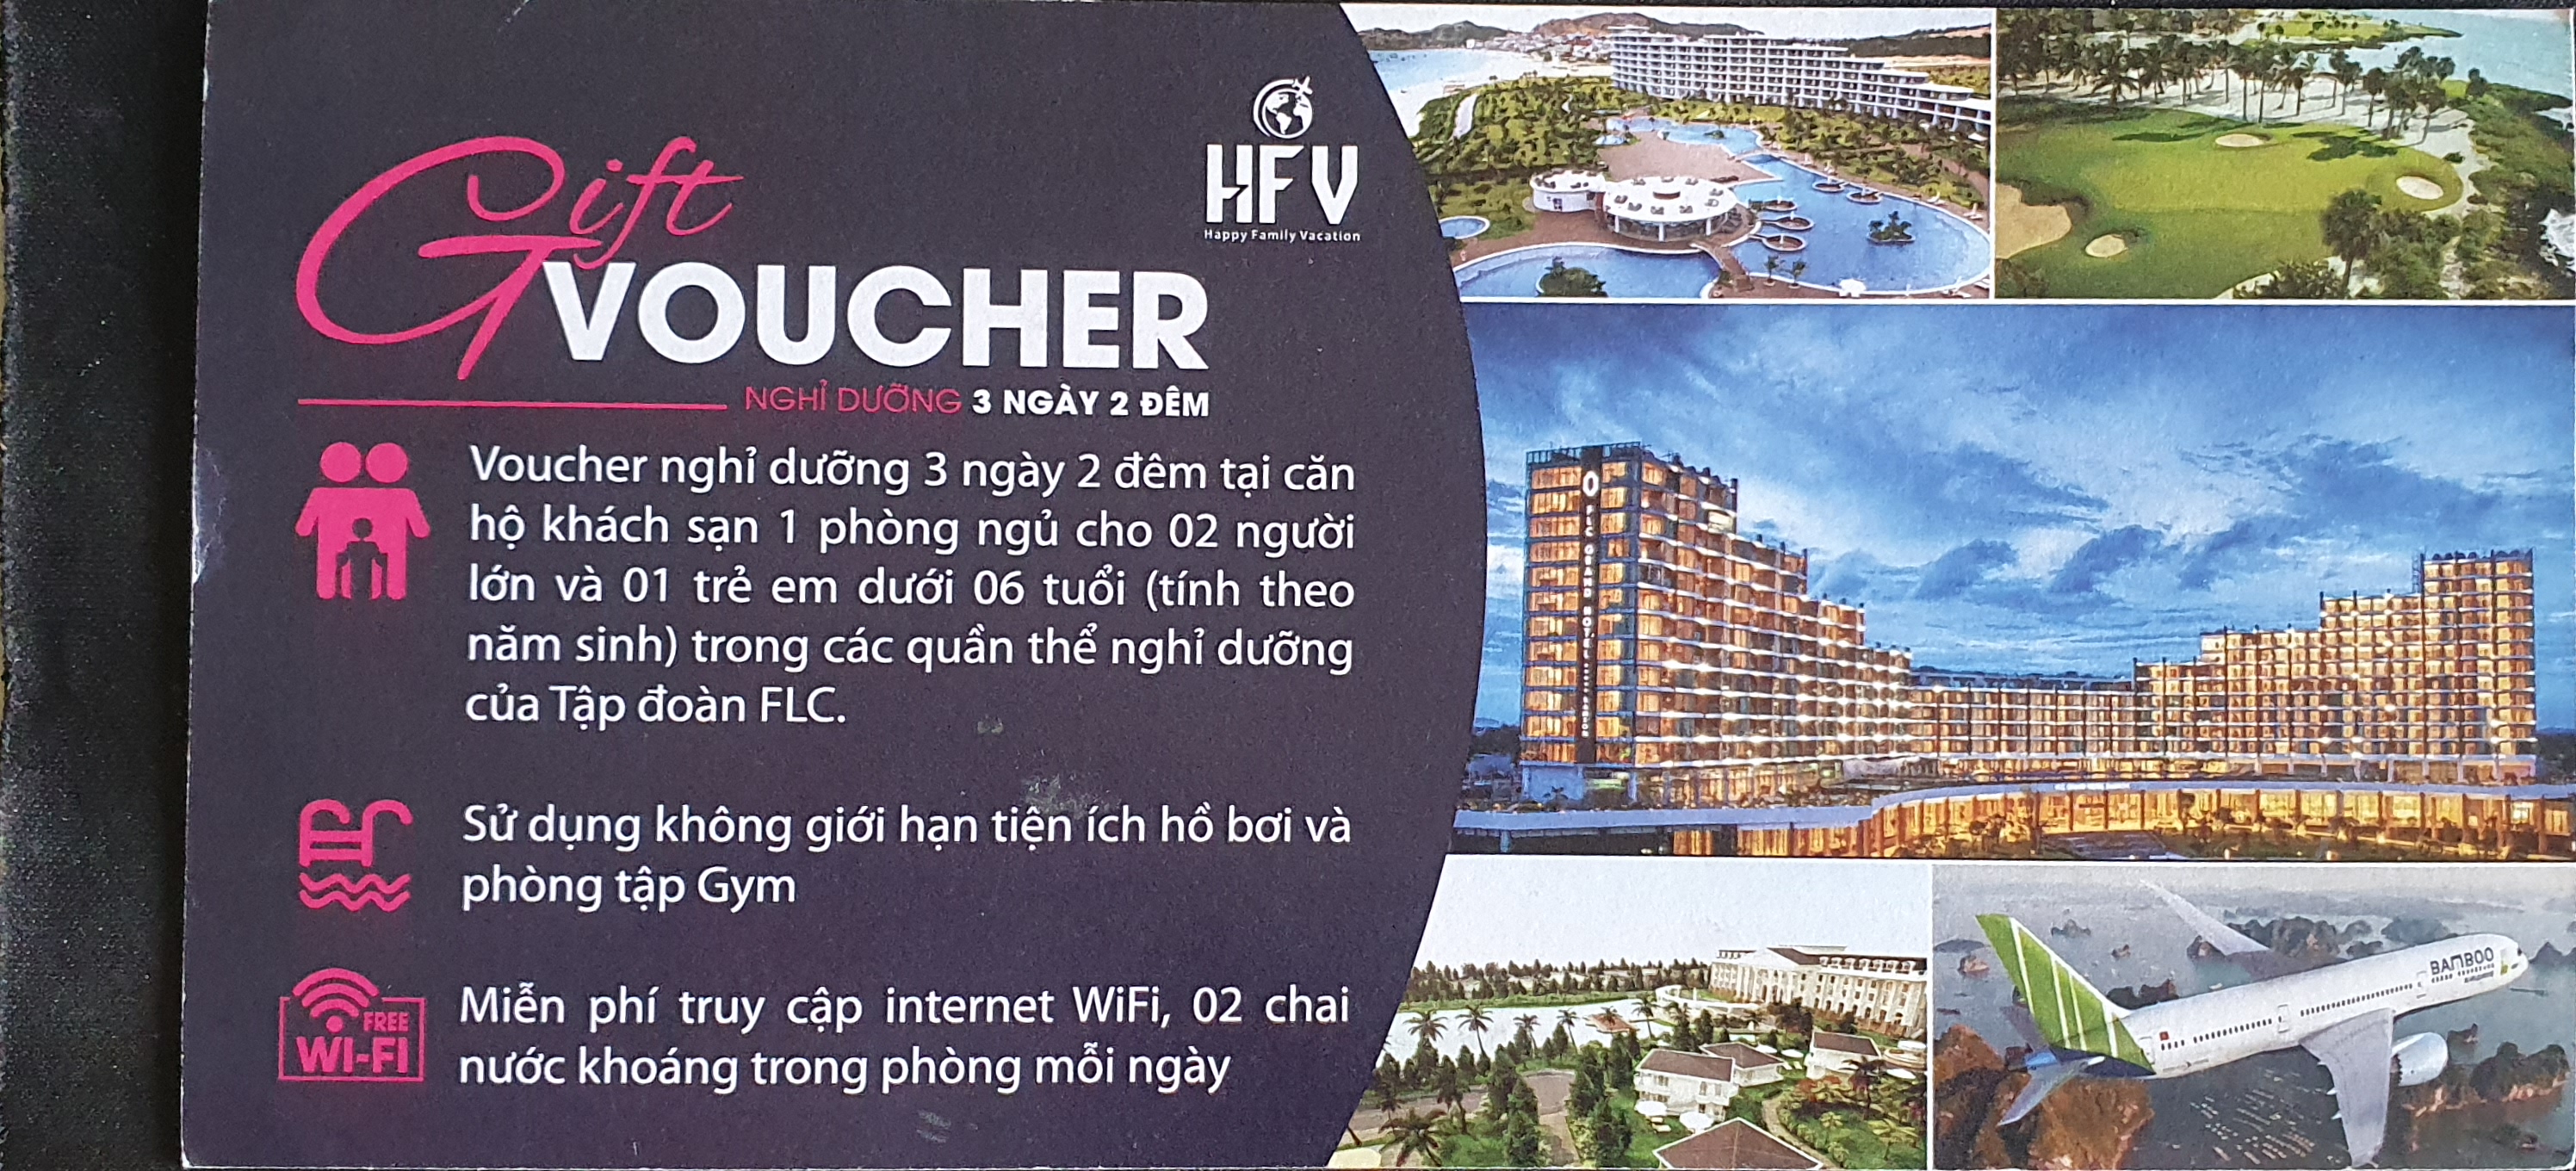 HFV
Happy Family Vacation
Gift
VOUCHER
NGHỈ DƯỠNG 3 NGÀY 2 ĐÊM
Voucher nghỉ dưỡng 3 ngày 2 đêm tại căn
hộ khách sạn 1 phòng ngủ cho 02 người
lớn và 01 trẻ em dưới 06 tuổi (tính theo
năm sinh) trong các quần thể nghỉ dưỡng
của Tập đoàn FLC.
Sử dụng không giới hạn tiện ích hồ bơi và
phòng tập Gym
FREE
WI-FI
Miễn phí truy cập internet WiFi, 02 chai
nước khoáng trong phòng mỗi ngày
FLC GRAND HOTEL
BAMBOO